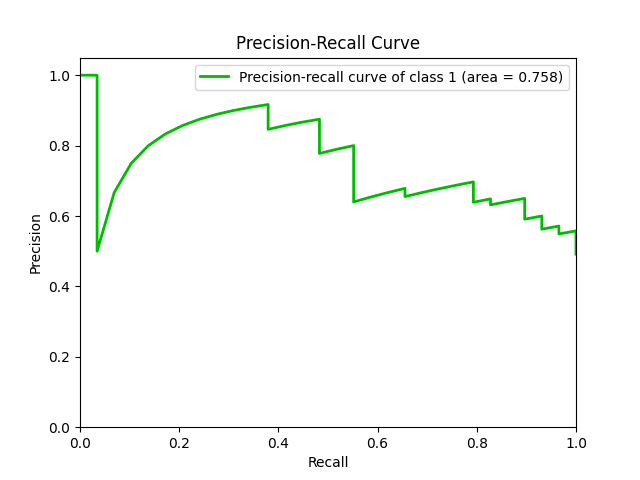 Precision-Recall Curve
Precision-recall curve of class 1 (area = 0.758)
1.0
0.8
0.6
0.4
0.2
0.0
Precision
0.0 0.2 0.4 0.6 0.8 1.0
Recall